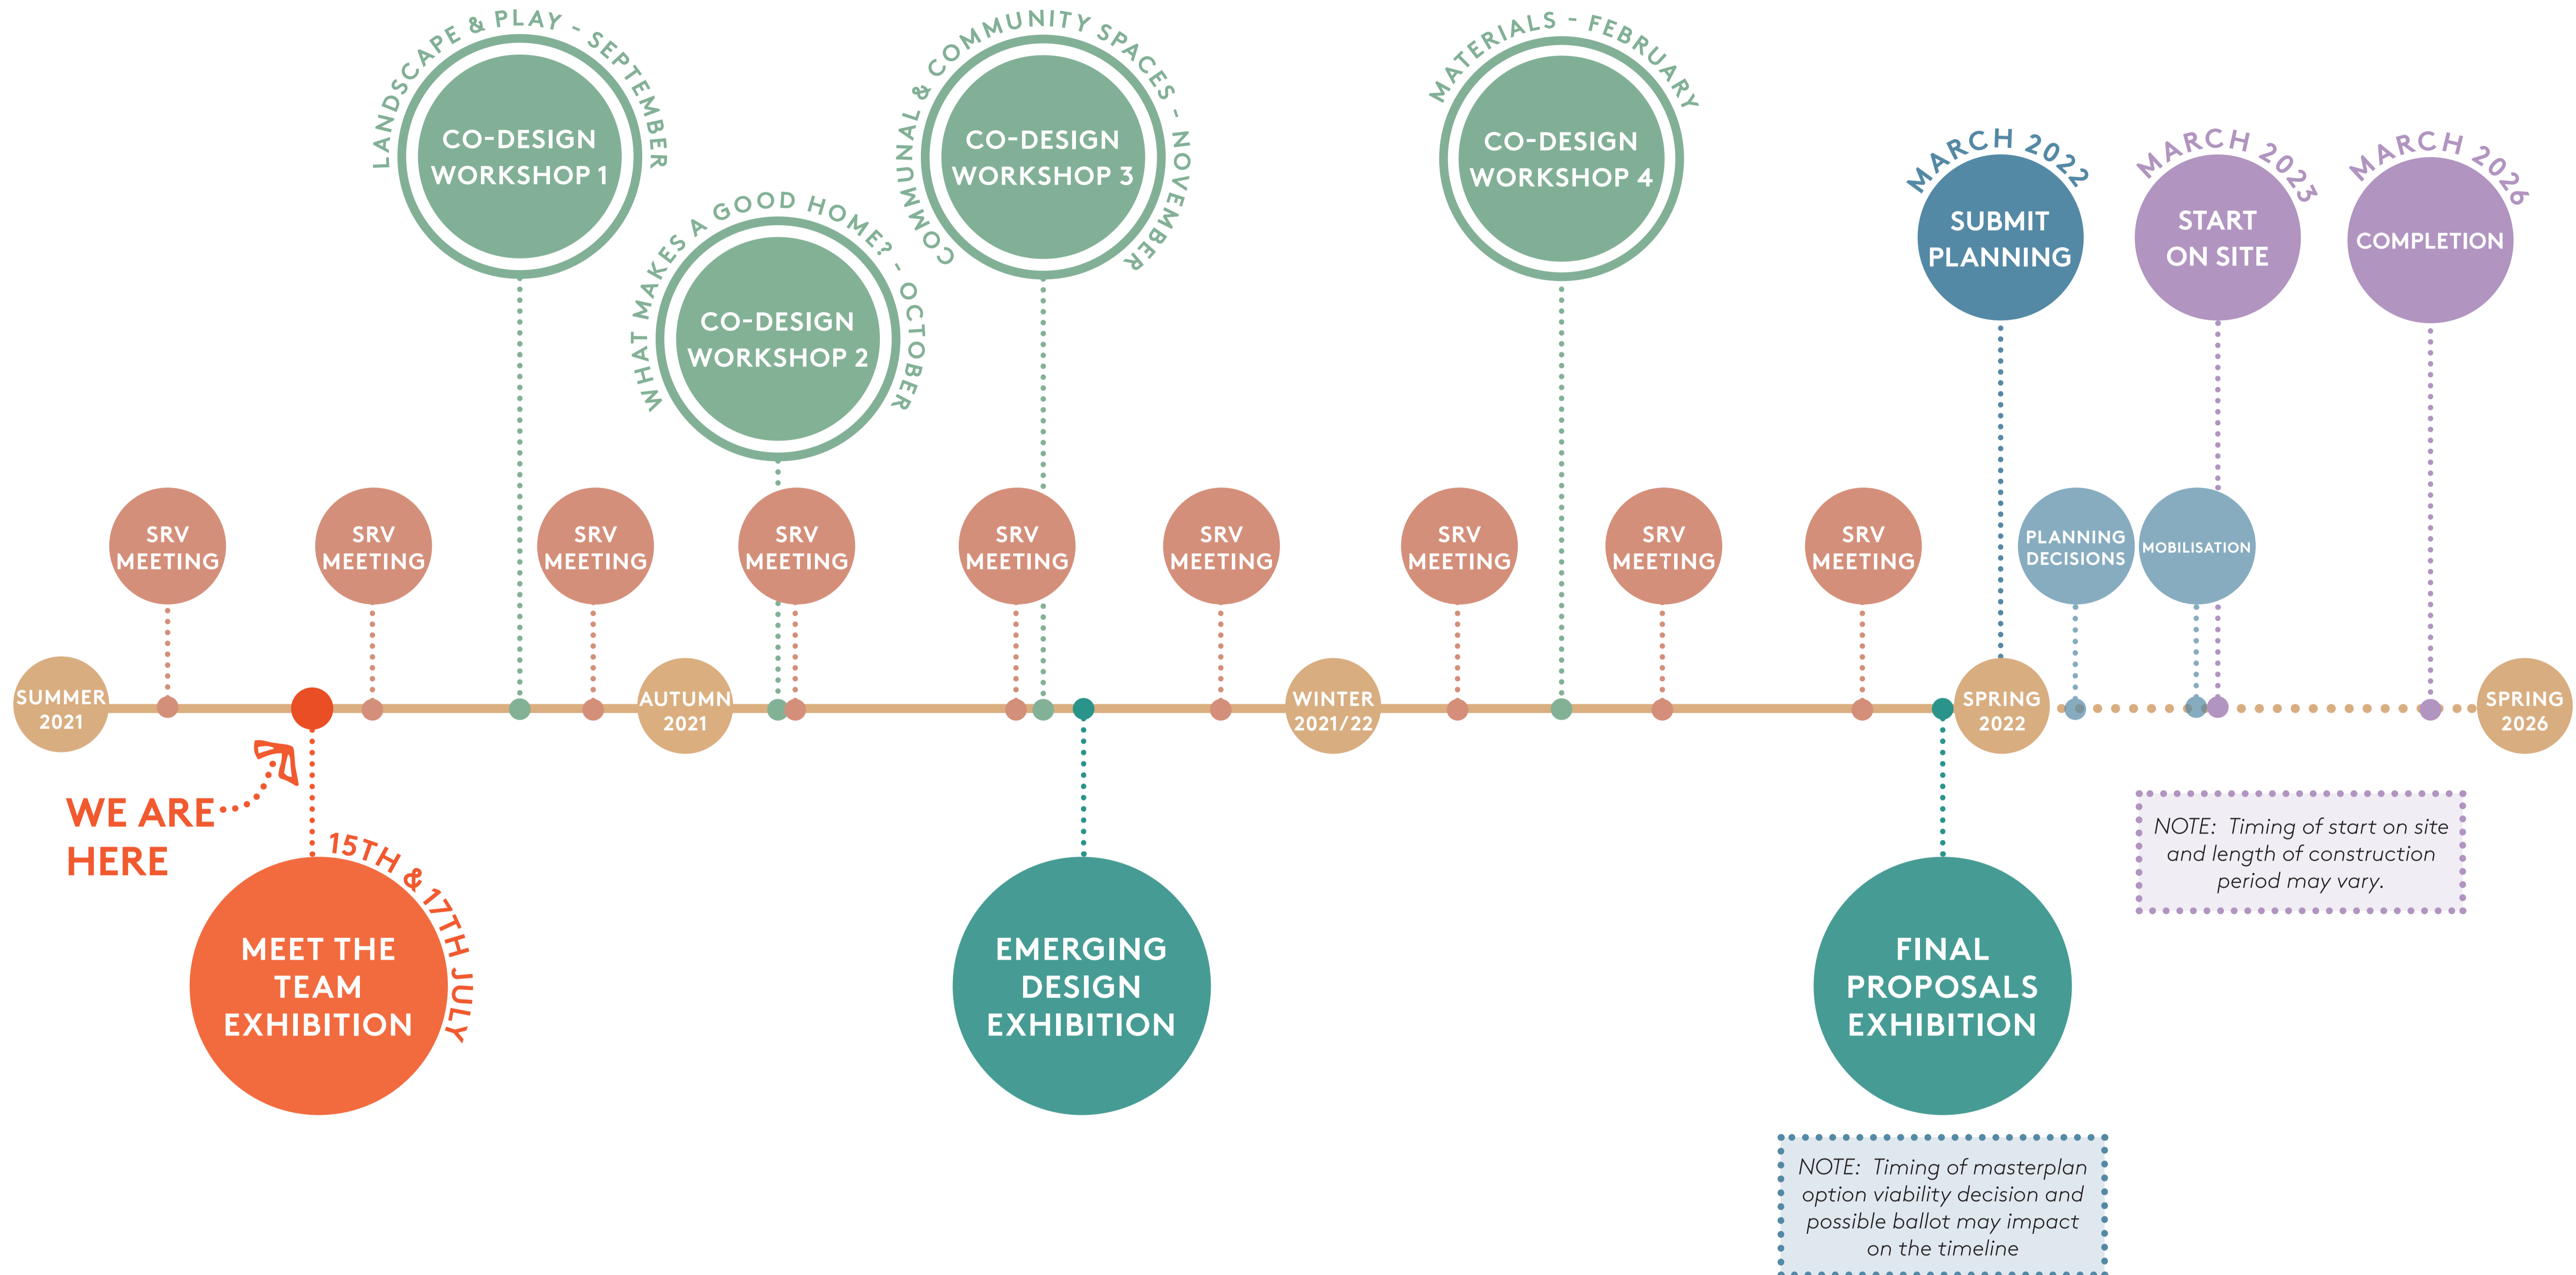 LANDSCAPE & PLAY - SEPTEMBER
CO-DESIGN
WORKSHOP 1
WHAT MAKES A GOOD HOME? - OCTOBER
CO-DESIGN
WORKSHOP 2
COMMUNAL & COMMUNITY SPACES - NOVEMBER
CO-DESIGN
WORKSHOP 3
MATERIALS - FEBRUARY
CO-DESIGN
WORKSHOP 4
MARCH 2022
SUBMIT
PLANNING
MARCH 2023
START
ON SITE
MARCH 2026
COMPLETION
SRV
MEETING
SRV
MEETING
SRV
MEETING
SRV
MEETING
SRV
MEETING
SRV
MEETING
SRV
MEETING
SRV
MEETING
SRV
MEETING
PLANNING
DECISIONS
MOBILISATION
SUMMER
2021
AUTUMN
2021
WINTER
2021/22
SPRING
2022
SPRING
2026
WE ARE
HERE
15TH & 17TH JULY
MEET THE
TEAM
EXHIBITION
EMERGING
DESIGN
EXHIBITION
FINAL
PROPOSALS
EXHIBITION
NOTE: Timing of start on site
and length of construction
period may vary.
NOTE: Timing of masterplan
option viability decision and
possible ballot may impact
on the timeline